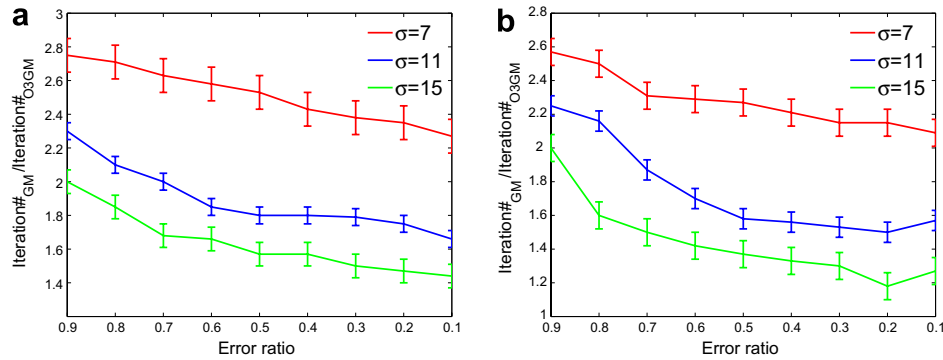 a
3
2.8
2.6
2.4
2.2
2
1.8
1.6
1.4
1.2
0.9 0.8 0.7 0.6 0.5 0.4 0.3 0.2 0.1
Error ratio
Iteration#GM/Iteration#O3GM
σ=7
σ=11
σ=15
b
2.8
2.6
2.4
2.2
2
1.8
1.6
1.4
1.2
1
0.9 0.8 0.7 0.6 0.5 0.4 0.3 0.2 0.1
Error ratio
Iteration#GM/Iteration#O3GM
σ=7
σ=11
σ=15